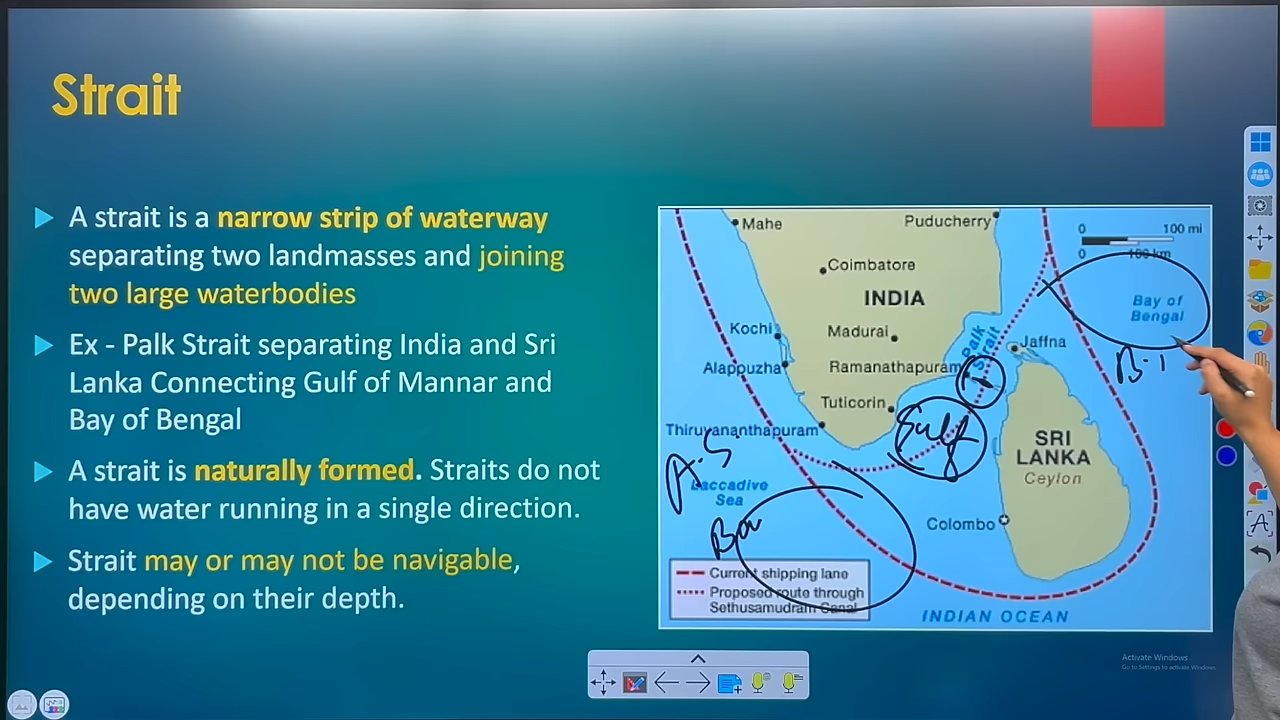 Strait
A strait is a narrow strip of waterway
separating two landmasses and joining
two large waterbodies
Ex - Palk Strait separating India and Sri
Lanka Connecting Gulf of Mannar and
Bay of Bengal
A strait is naturally formed. Straits do not
have water running in a single direction.
Strait may or may not be navigable,
depending on their depth.
Mahe
Puducherry
0 100 mi
0 100 km
Coimbatore
INDIA
Bay of
Bengal
Kochi
Madurai
Palk
Strait
Jaffna
Alappuzha
Ramanathapuram
Tuticorin
Gulf
Thiruvananthapuram
A.S.
SRI
LANKA
Ceylon
Laccadive
Sea
Colombo
Current shipping lane
Proposed route through
Sethusamudram Canal
INDIAN OCEAN
Activate Windows
Go to Settings to activate Windows.
A